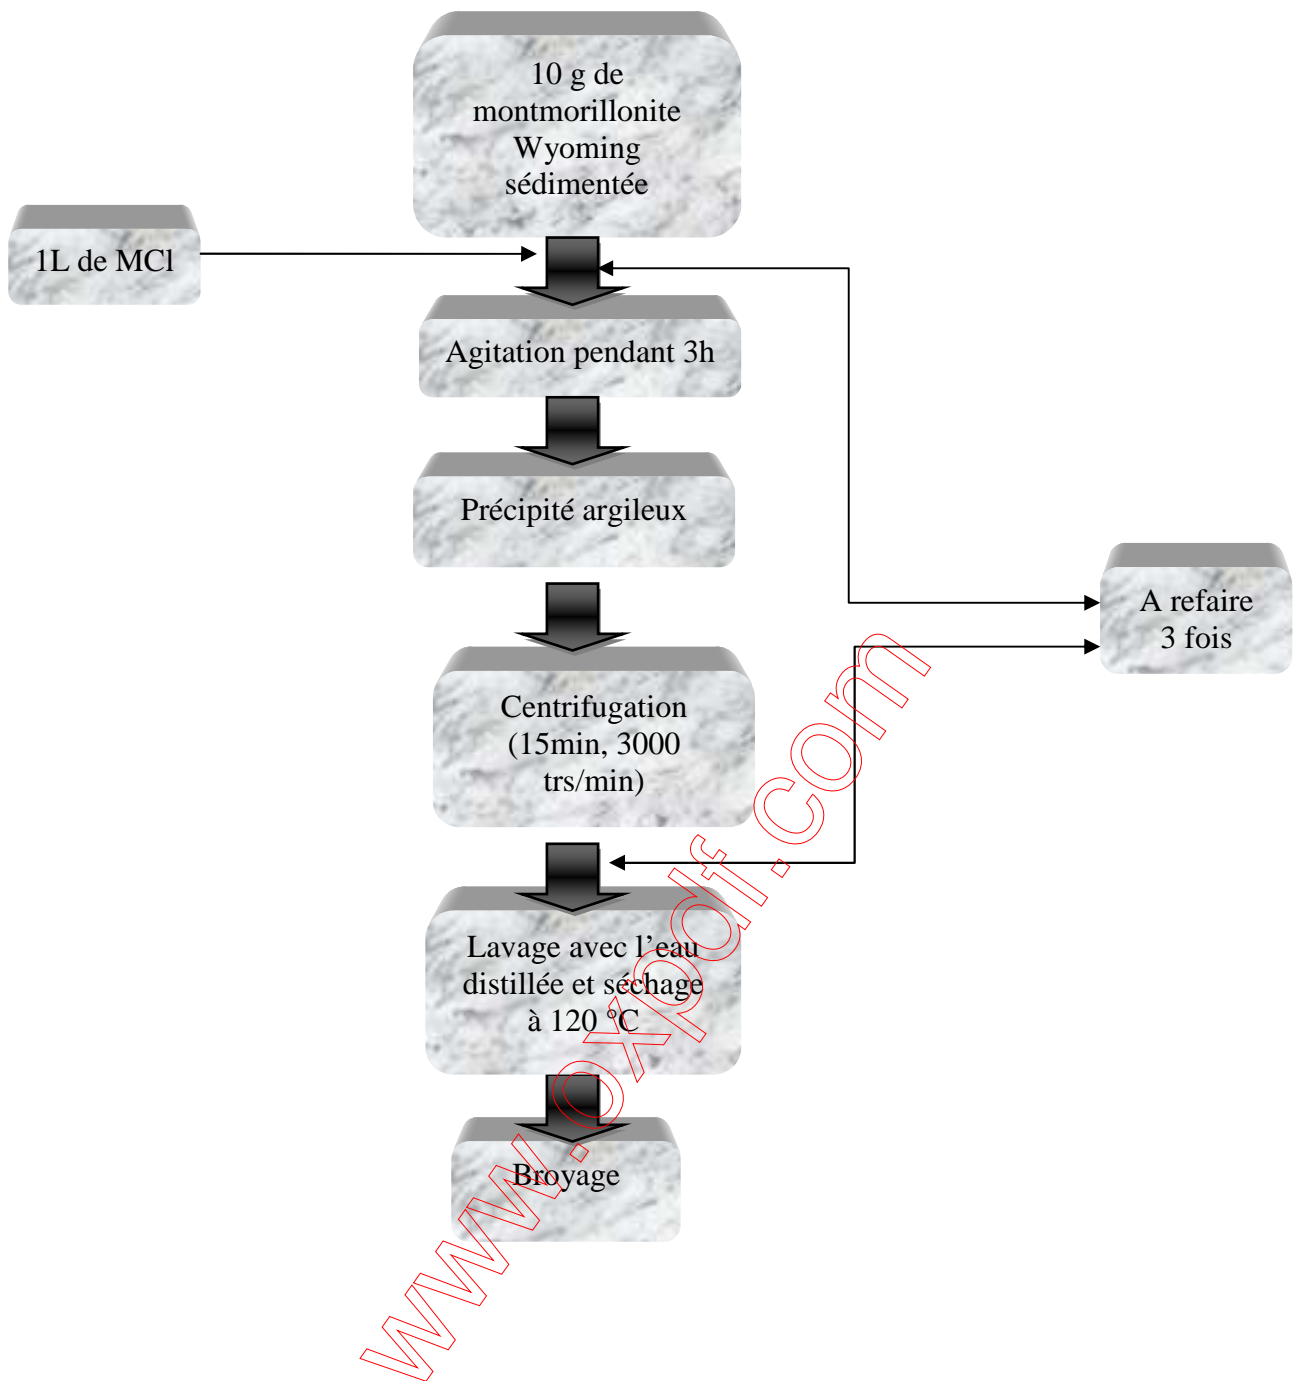 10 g de
montmorillonite
Wyoming
sédimentée
1L de MCl
Agitation pendant 3h
Précipité argileux
A refaire
3 fois
Centrifugation
(15min, 3000
trs/min)
Lavage avec l’eau
distillée et séchage
à 120 °C
Broyage
www.oxpdf.com